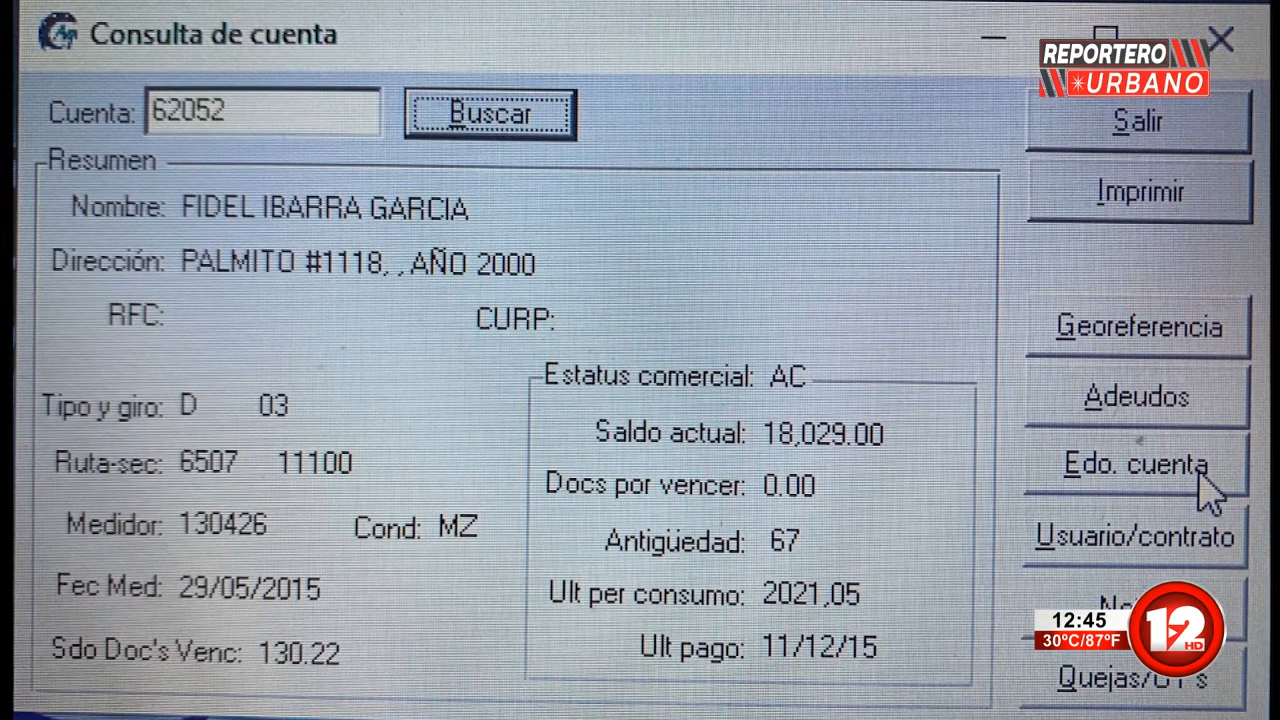 Consulta de cuenta
REPORTERO
URBANO
Cuenta: 62052 Buscar
Salir
Resumen
Imprimir
Nombre: FIDEL IBARRA GARCIA
Dirección: PALMITO #1118, , AÑO 2000
RFC: CURP:
Georeferencia
Estatus comercial: AC
Adeudos
Tipo y giro: D 03
Saldo actual: 18,029.00
Ruta-sec: 6507 11100
Edo. cuenta
Docs por vencer: 0.00
Medidor: 130426 Cond: MZ
Antigüedad: 67
Usuario/contrato
Fec Med: 29/05/2015
Ult per consumo: 2021,05
12:45
30°C/87°F
12
HD
Sdo Doc's Venc: 130.22
Ult pago: 11/12/15
Quejas/